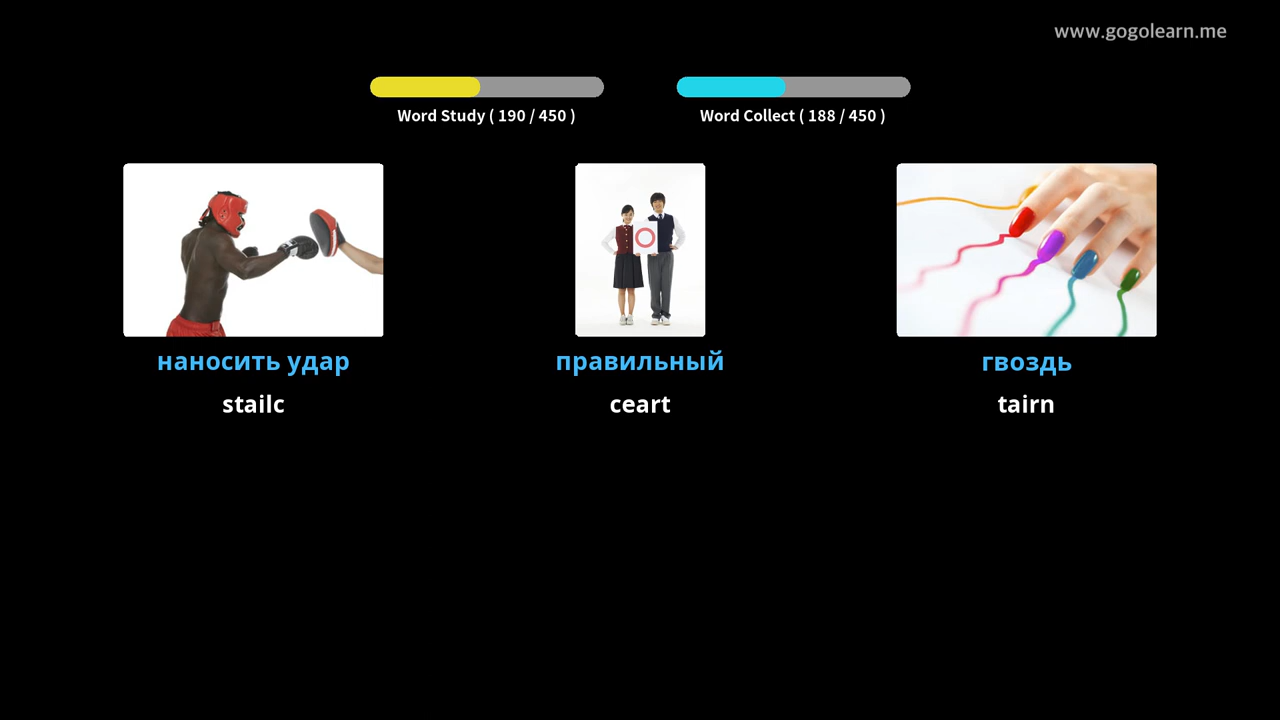 www.gogolearn.me
Word Study ( 190 / 450 )
Word Collect ( 188 / 450 )
наносить удар
правильный
гвоздь
stailc
ceart
tairn